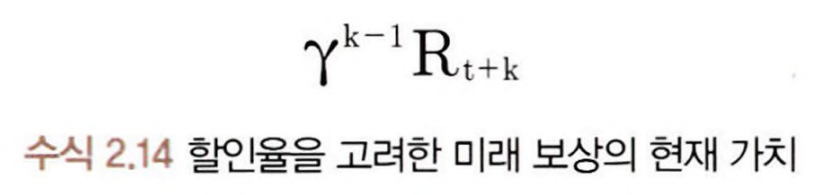 γ^{k-1}R_{t+k}
수식 2.14 할인율을 고려한 미래 보상의 현재 가치